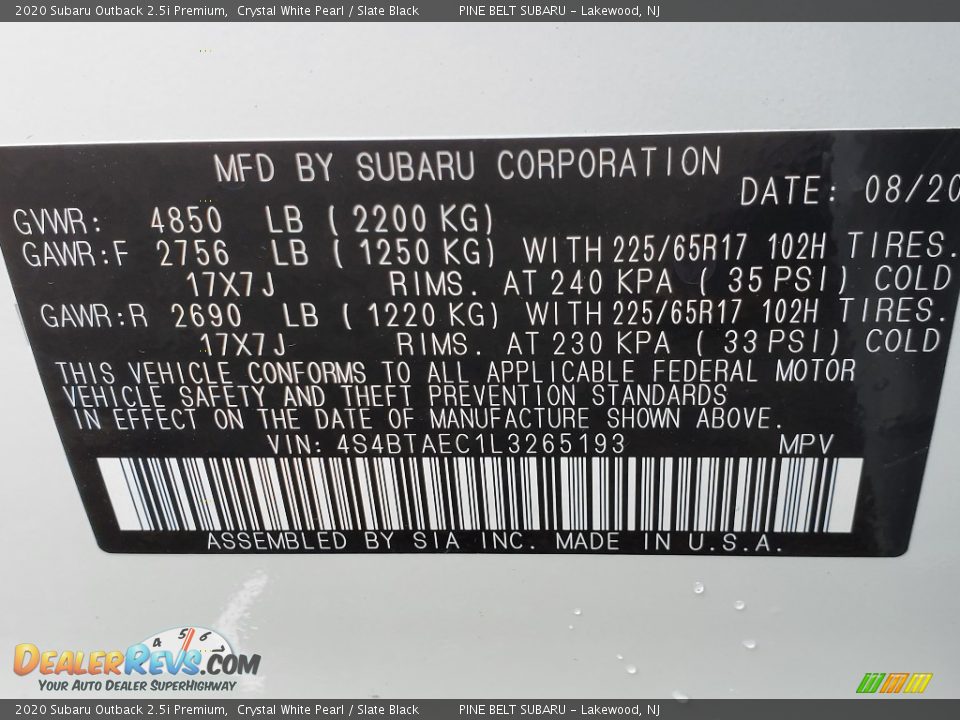 2020 Subaru Outback 2.5i Premium, Crystal White Pearl / Slate Black PINE BELT SUBARU - Lakewood, NJ
MFD BY SUBARU CORPORATION
DATE: 08/20
GVWR: 4850 LB ( 2200 KG)
GAWR:F 2756 LB ( 1250 KG) WITH 225/65R17 102H TIRES.
17X7J RIMS. AT 240 KPA ( 35 PSI) COLD
GAWR:R 2690 LB ( 1220 KG) WITH 225/65R17 102H TIRES.
17X7J RIMS. AT 230 KPA ( 33 PSI) COLD
THIS VEHICLE CONFORMS TO ALL APPLICABLE FEDERAL MOTOR
VEHICLE SAFETY AND THEFT PREVENTION STANDARDS
IN EFFECT ON THE DATE OF MANUFACTURE SHOWN ABOVE.
VIN: 4S4BTAEC1L3265193 MPV
ASSEMBLED BY SIA INC. MADE IN U.S.A.
4 5 6 7
DEALERREVS.COM
YOUR AUTO DEALER SUPERHIGHWAY
2020 Subaru Outback 2.5i Premium, Crystal White Pearl / Slate Black PINE BELT SUBARU - Lakewood, NJ